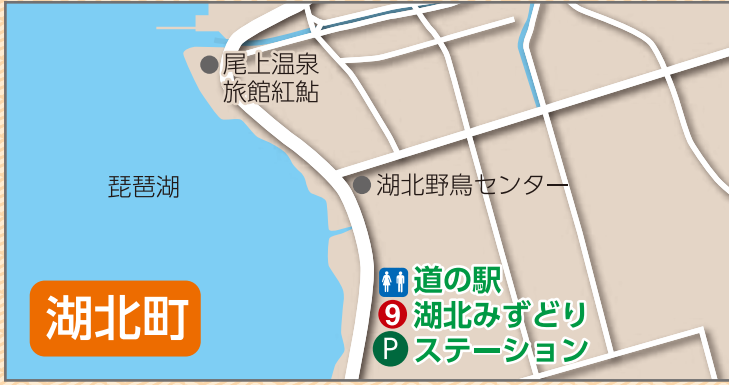 尾上温泉
旅館紅鮎
琵琶湖
湖北野鳥センター
湖北町
道の駅
9 湖北みずどり
P ステーション